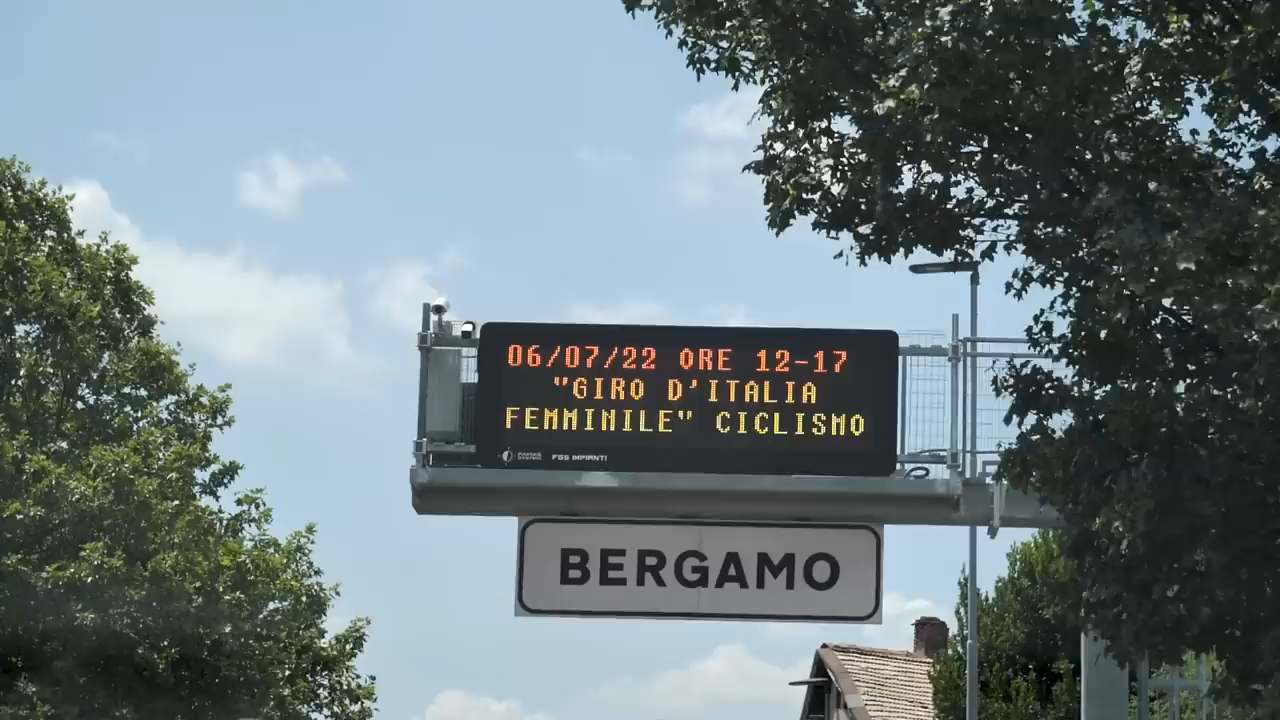 06/07/22 ORE 12-17
"GIRO D'ITALIA
FEMMINILE" CICLISMO
FGS IMPIANTI
BERGAMO